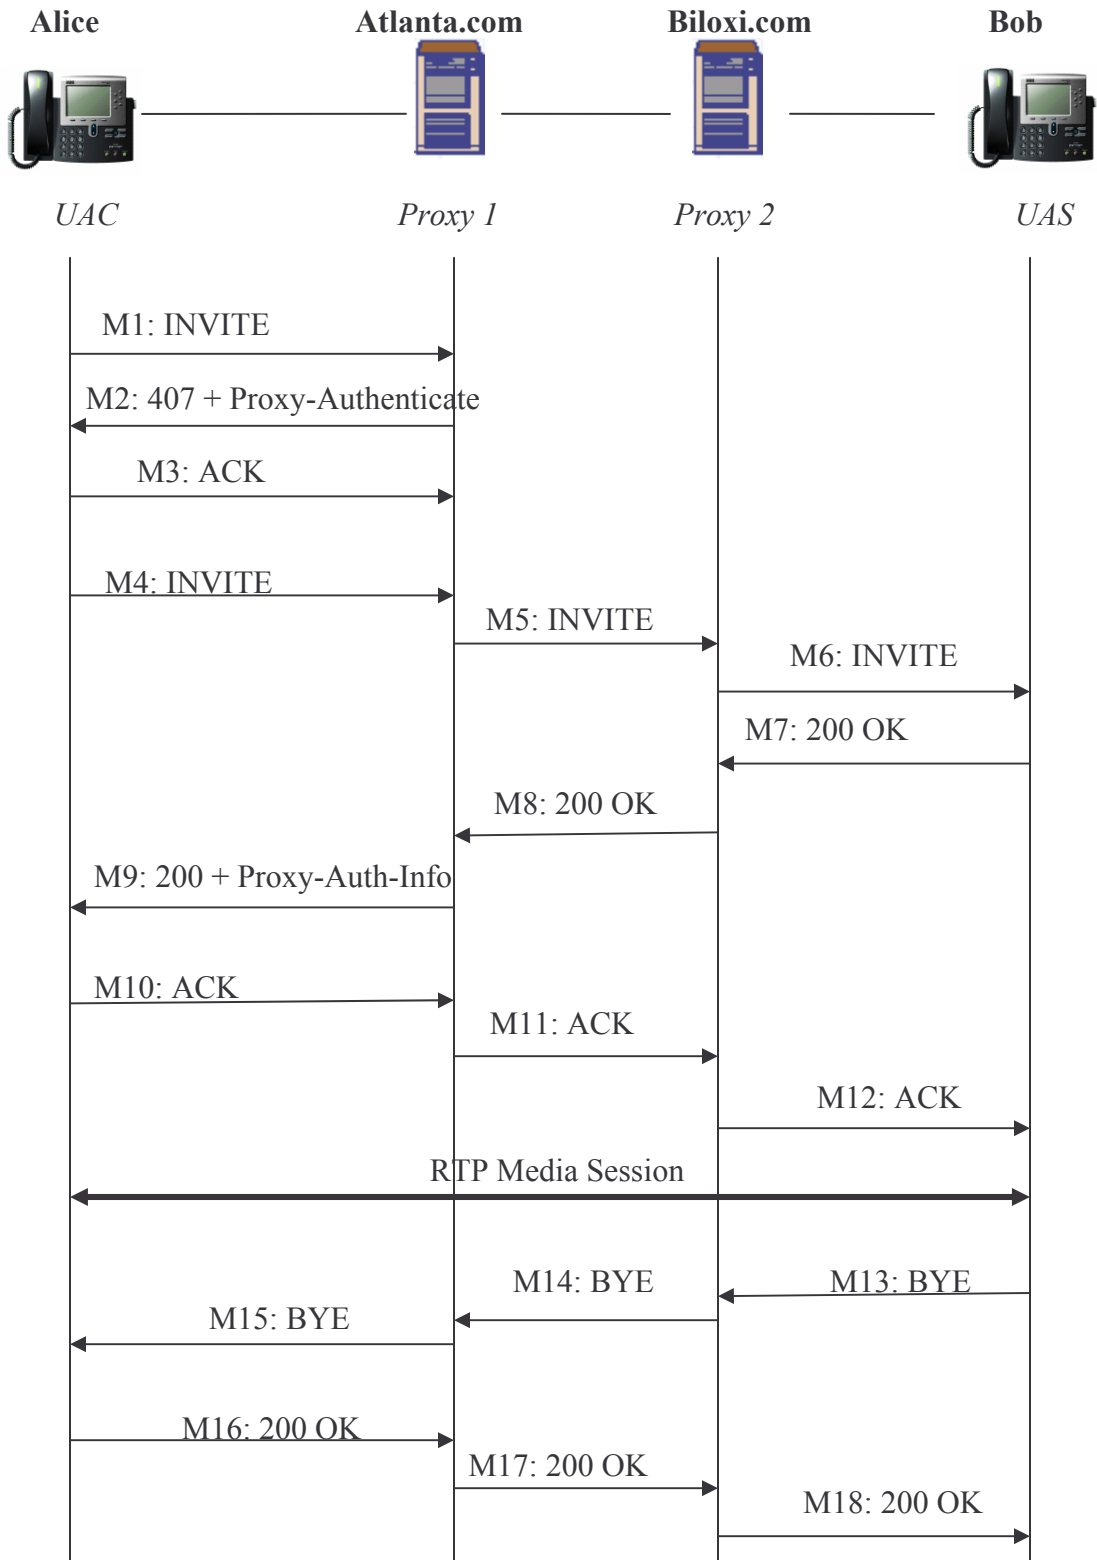 Alice Atlanta.com Biloxi.com Bob
UAC Proxy 1 Proxy 2 UAS
M1: INVITE
M2: 407 + Proxy-Authenticate
M3: ACK
M4: INVITE
M5: INVITE
M6: INVITE
M7: 200 OK
M8: 200 OK
M9: 200 + Proxy-Auth-Info
M10: ACK
M11: ACK
M12: ACK
RTP Media Session
M13: BYE
M14: BYE
M15: BYE
M16: 200 OK
M17: 200 OK
M18: 200 OK